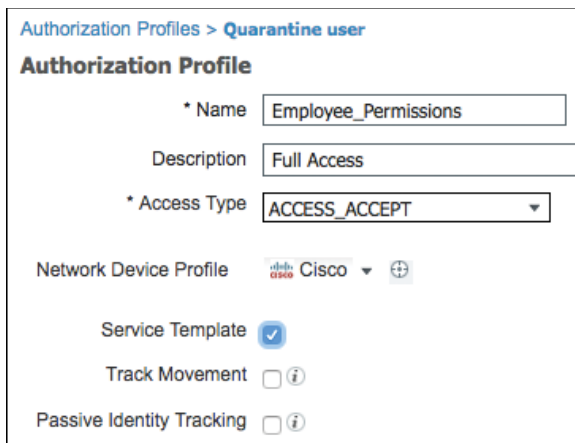 Authorization Profiles > Quarantine user
Authorization Profile
* Name Employee_Permissions
Description Full Access
* Access Type ACCESS_ACCEPT
Network Device Profile cisco Cisco
Service Template
Track Movement i
Passive Identity Tracking i